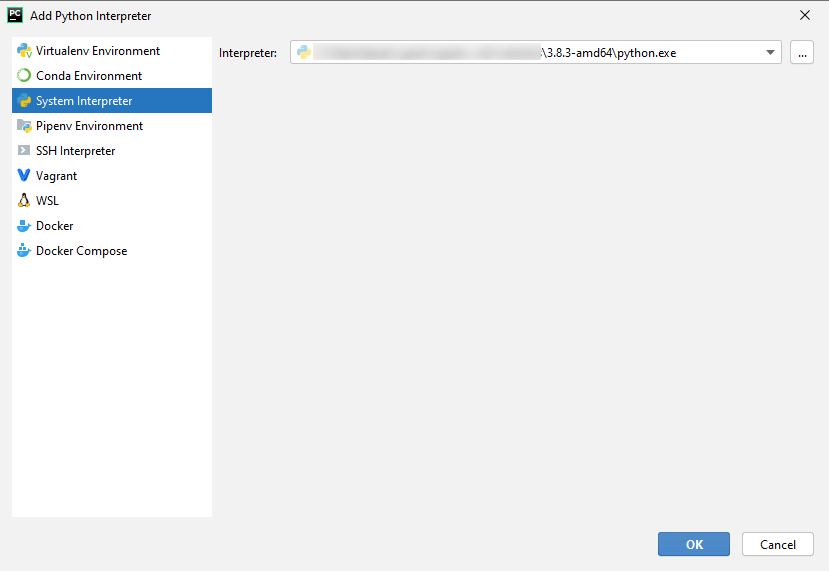 PC Add Python Interpreter
Virtualenv Environment
Conda Environment
System Interpreter
Pipenv Environment
SSH Interpreter
Vagrant
WSL
Docker
Docker Compose
Interpreter: \3.8.3-amd64\python.exe ...
OK Cancel